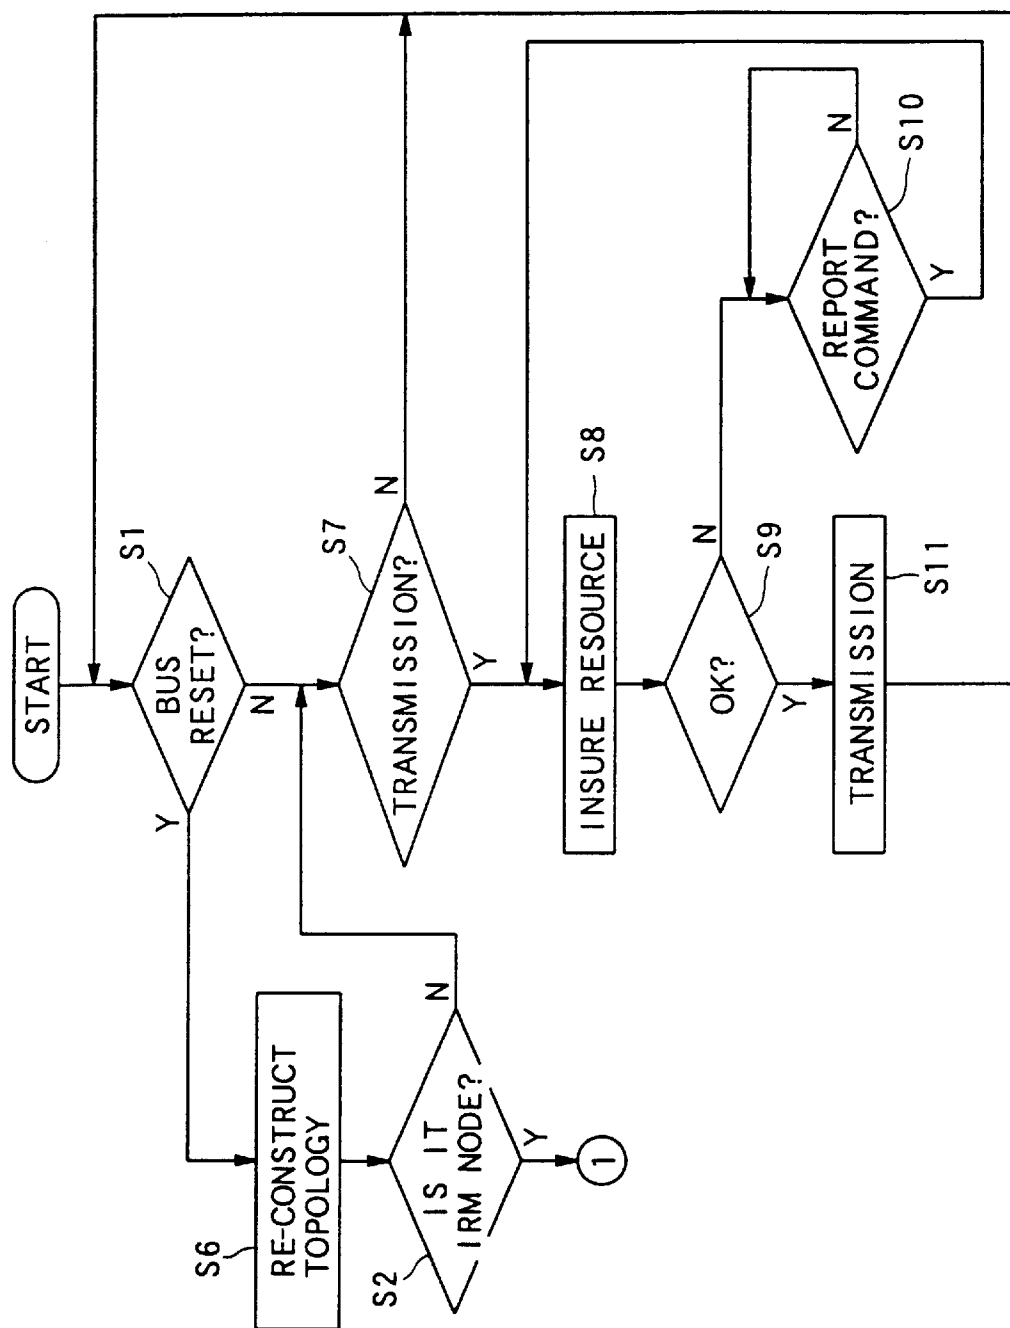 START
S1
BUS
RESET?
Y
N
S6
RE-CONSTRUCT
TOPOLOGY
S2
IS IT
IRM NODE?
N
Y
1
S7
TRANSMISSION?
N
Y
INSURE RESOURCE
S8
OK?
S9
N
Y
REPORT
COMMAND?
S10
N
Y
TRANSMISSION
S11